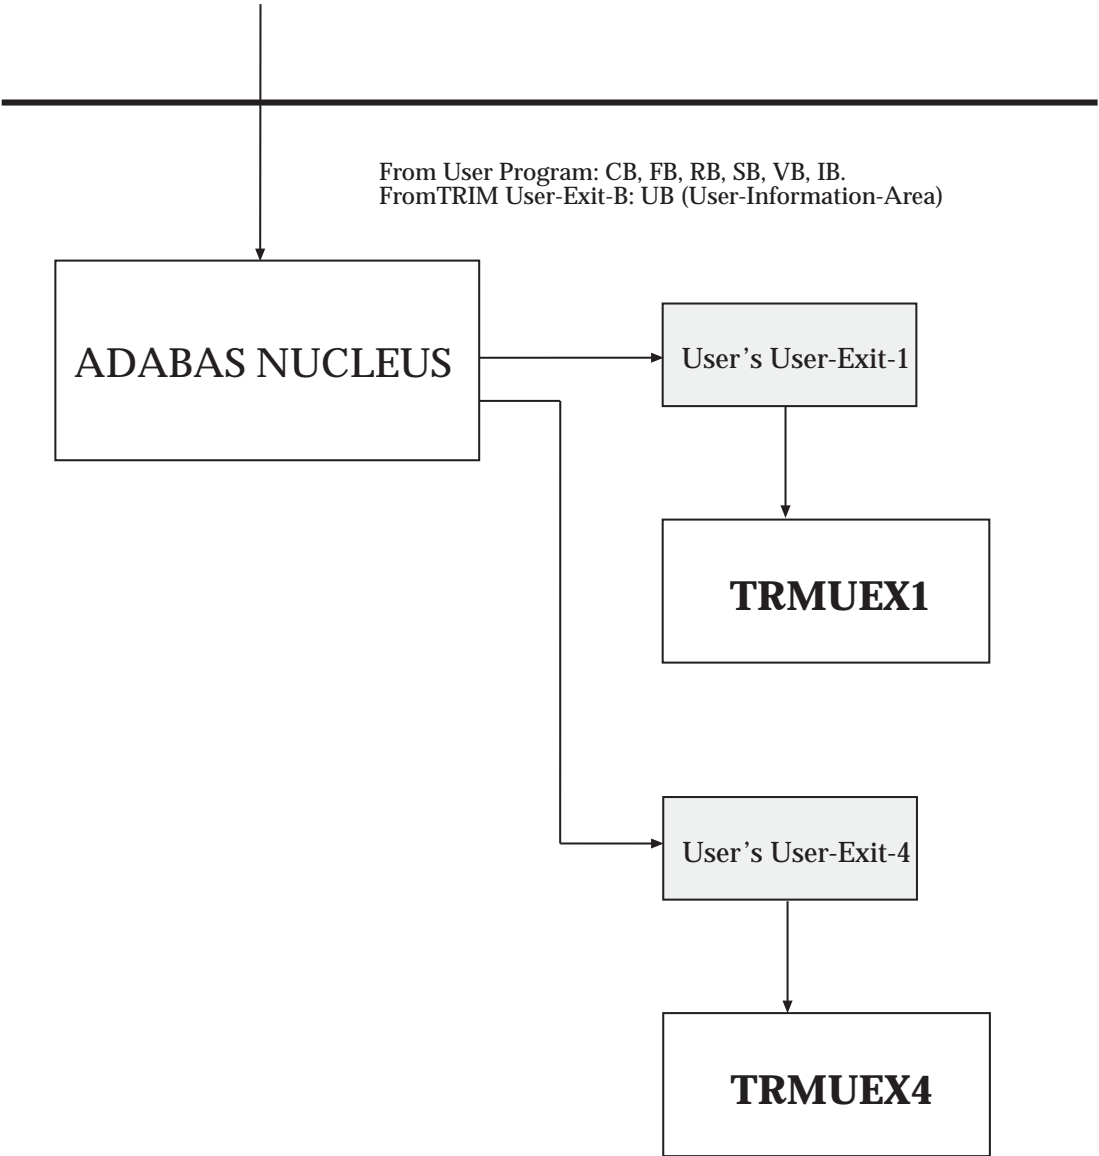 From User Program: CB, FB, RB, SB, VB, IB.
FromTRIM User-Exit-B: UB (User-Information-Area)
ADABAS NUCLEUS
User's User-Exit-1
TRMUEX1
User's User-Exit-4
TRMUEX4